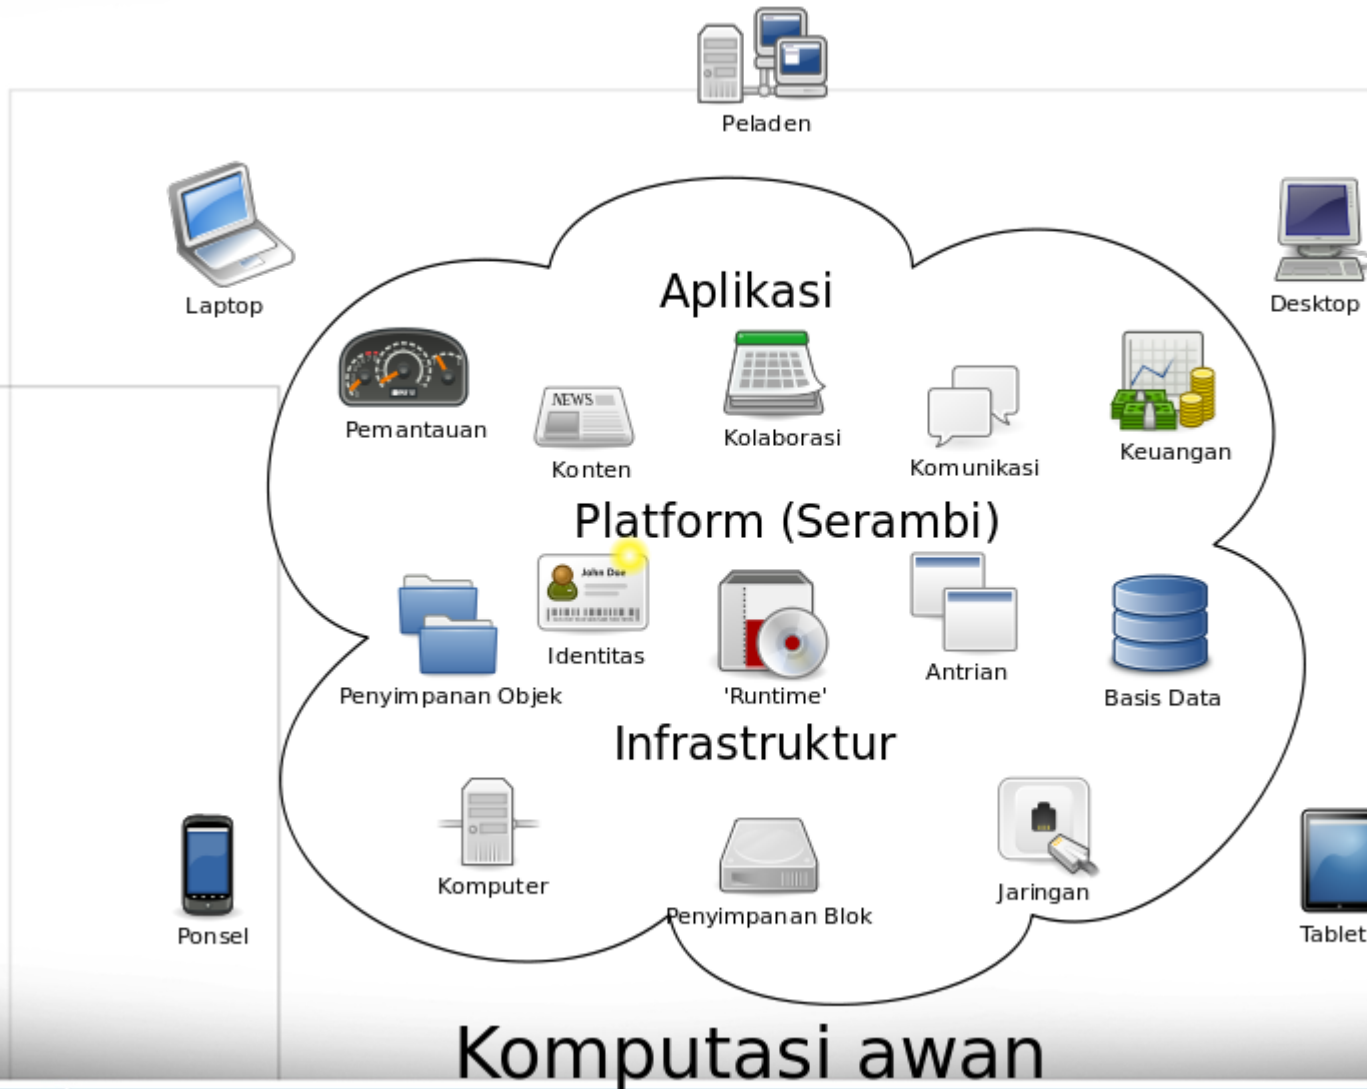 Peladen
Laptop
Desktop
Aplikasi
Pemantauan
NEWS
Konten
Kolaborasi
Komunikasi
Keuangan
Platform (Serambi)
John Doe
Penyimpanan Objek
Identitas
'Runtime'
Antrian
Basis Data
Infrastruktur
Komputer
Penyimpanan Blok
Jaringan
Ponsel
Tablet
Komputasi awan